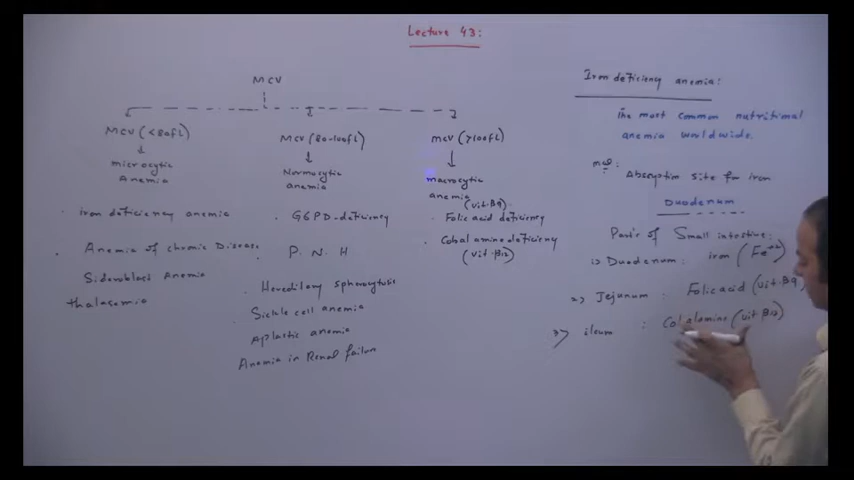 Lecture 43:
MCV
MCV (<80fL)
microcytic
Anemia
iron deficiency anemia
Anemia of chronic Disease
Sideroblast Anemia
thalasamia
MCV (80-100fL)
Normocytic
anemia
G6PD-deficiency
P. N. H
Heredilary spherocytosis
Sickle cell anemia
Aplastic anemia
Anemia in Renal failure
MCV (>100fL)
macrocytic
anemia
(Vit.B9)
Folic acid deficiency
Cobalamine deficiency
(Vit.B12)
Iron deficiency anemia:
The most common nutritional
anemia worldwide.
Absorption site for iron
Duodenum
Part's of Small intestine:
1) Duodenum: iron (Fe
2) Jejunum : Folic acid (Vit.B9
3) ileum : Cobalamine (Vit B12)